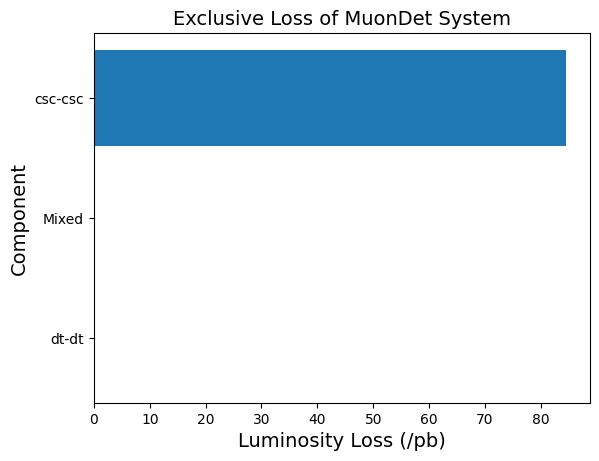 Exclusive Loss of MuonDet System
Component
csc-csc
Mixed
dt-dt
0 10 20 30 40 50 60 70 80
Luminosity Loss (/pb)